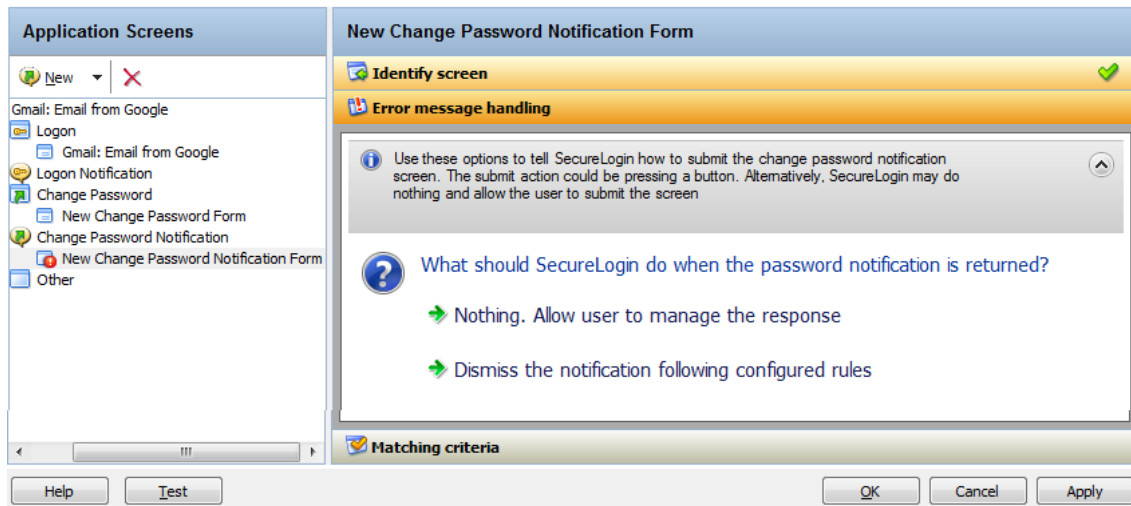 Application Screens
New
Gmail: Email from Google
Logon
Gmail: Email from Google
Logon Notification
Change Password
New Change Password Form
Change Password Notification
New Change Password Notification Form
Other
New Change Password Notification Form
Identify screen
Error message handling
Use these options to tell SecureLogin how to submit the change password notification
screen. The submit action could be pressing a button. Alternatively, SecureLogin may do
nothing and allow the user to submit the screen
What should SecureLogin do when the password notification is returned?
Nothing. Allow user to manage the response
Dismiss the notification following configured rules
Matching criteria
Help
Test
OK
Cancel
Apply